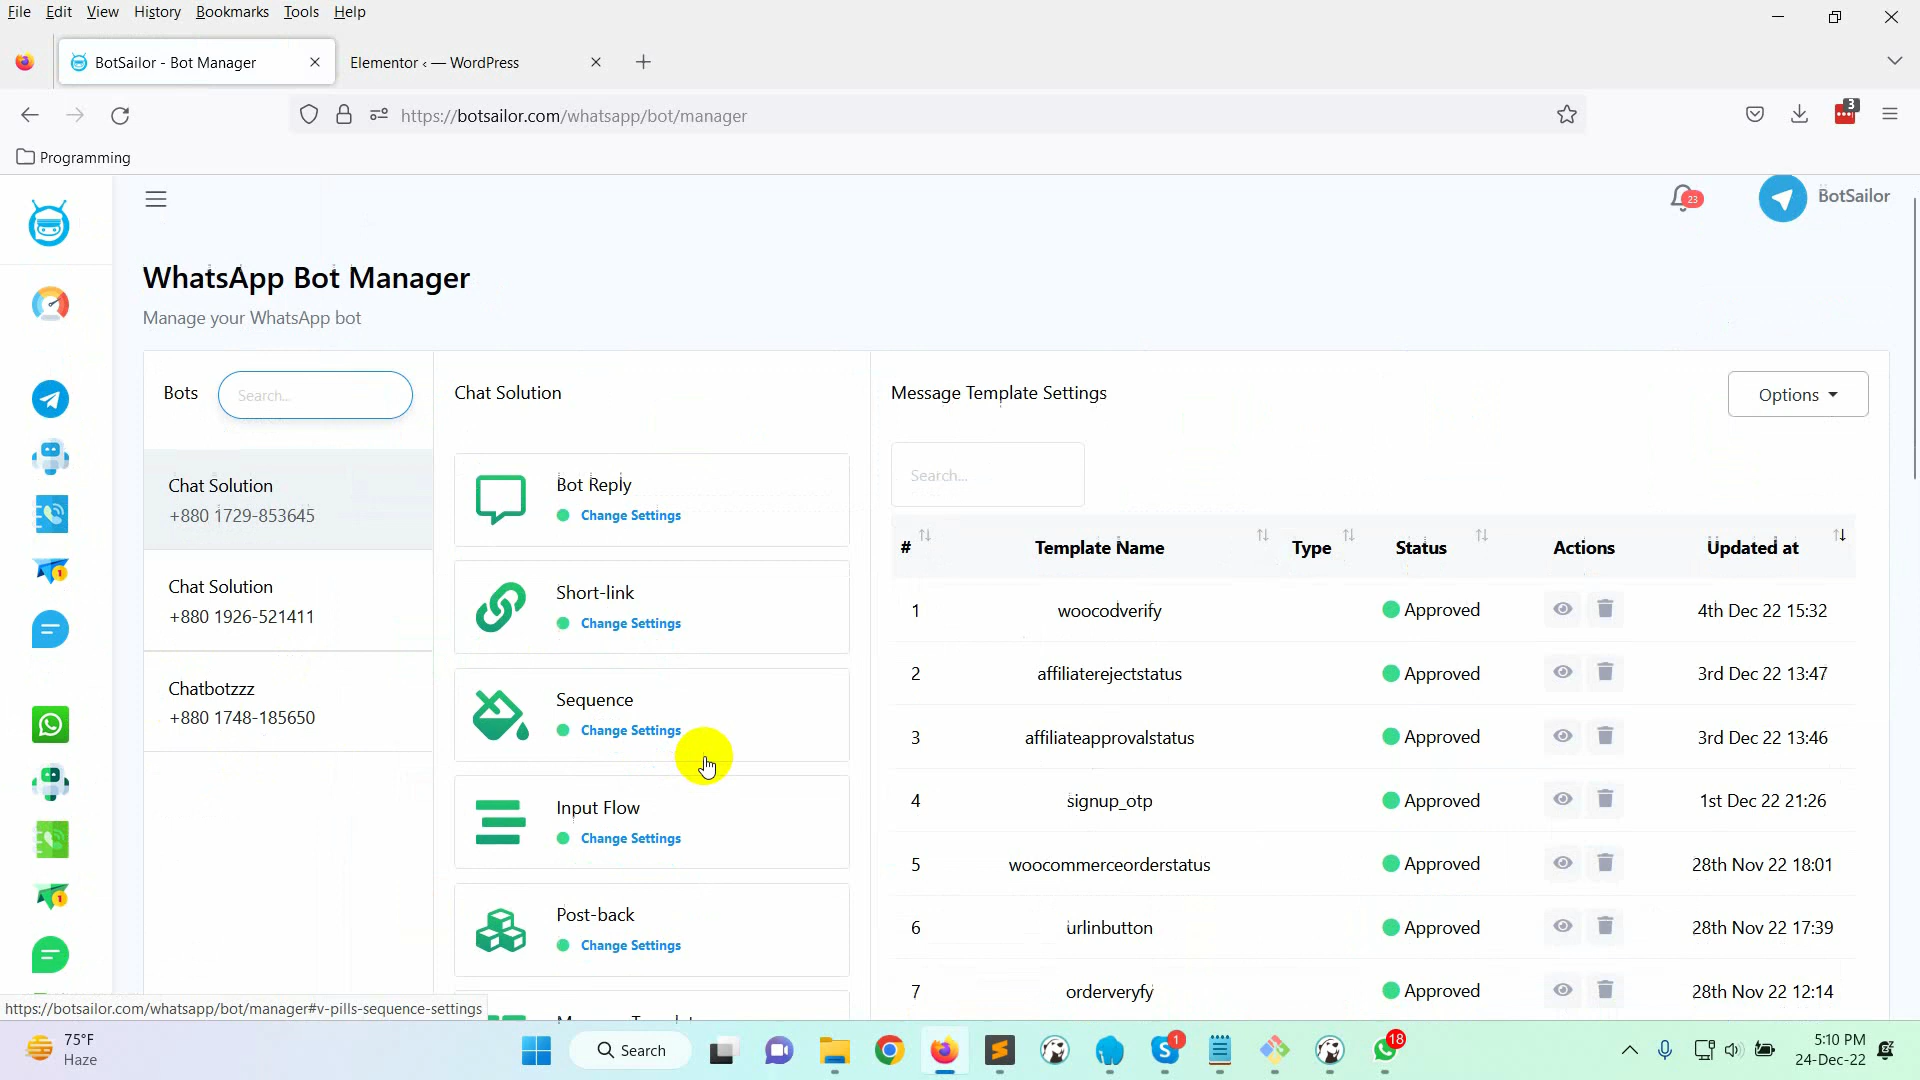 File Edit View History Bookmarks Tools Help
BotSailor - Bot Manager
Elementor ‹ — WordPress
https://botsailor.com/whatsapp/bot/manager
3
Programming
23
BotSailor
WhatsApp Bot Manager
Manage your WhatsApp bot
Bots
Search...
Chat Solution
+880 1729-853645
Chat Solution
+880 1926-521411
Chatbotzzz
+880 1748-185650
Chat Solution
Bot Reply
Change Settings
Short-link
Change Settings
Sequence
Change Settings
Input Flow
Change Settings
Post-back
Change Settings
Message Template Settings
Options
Search...
# Template Name Type Status Actions Updated at
1 woocodverify Approved 4th Dec 22 15:32
2 affiliaterejectstatus Approved 3rd Dec 22 13:47
3 affiliateapprovalstatus Approved 3rd Dec 22 13:46
4 signup_otp Approved 1st Dec 22 21:26
5 woocommerceorderstatus Approved 28th Nov 22 18:01
6 urlinbutton Approved 28th Nov 22 17:39
7 orderveryfy Approved 28th Nov 22 12:14
1
1
https://botsailor.com/whatsapp/bot/manager#v-pills-sequence-settings
75°F
Haze
Search
1
18
5:10 PM
24-Dec-22